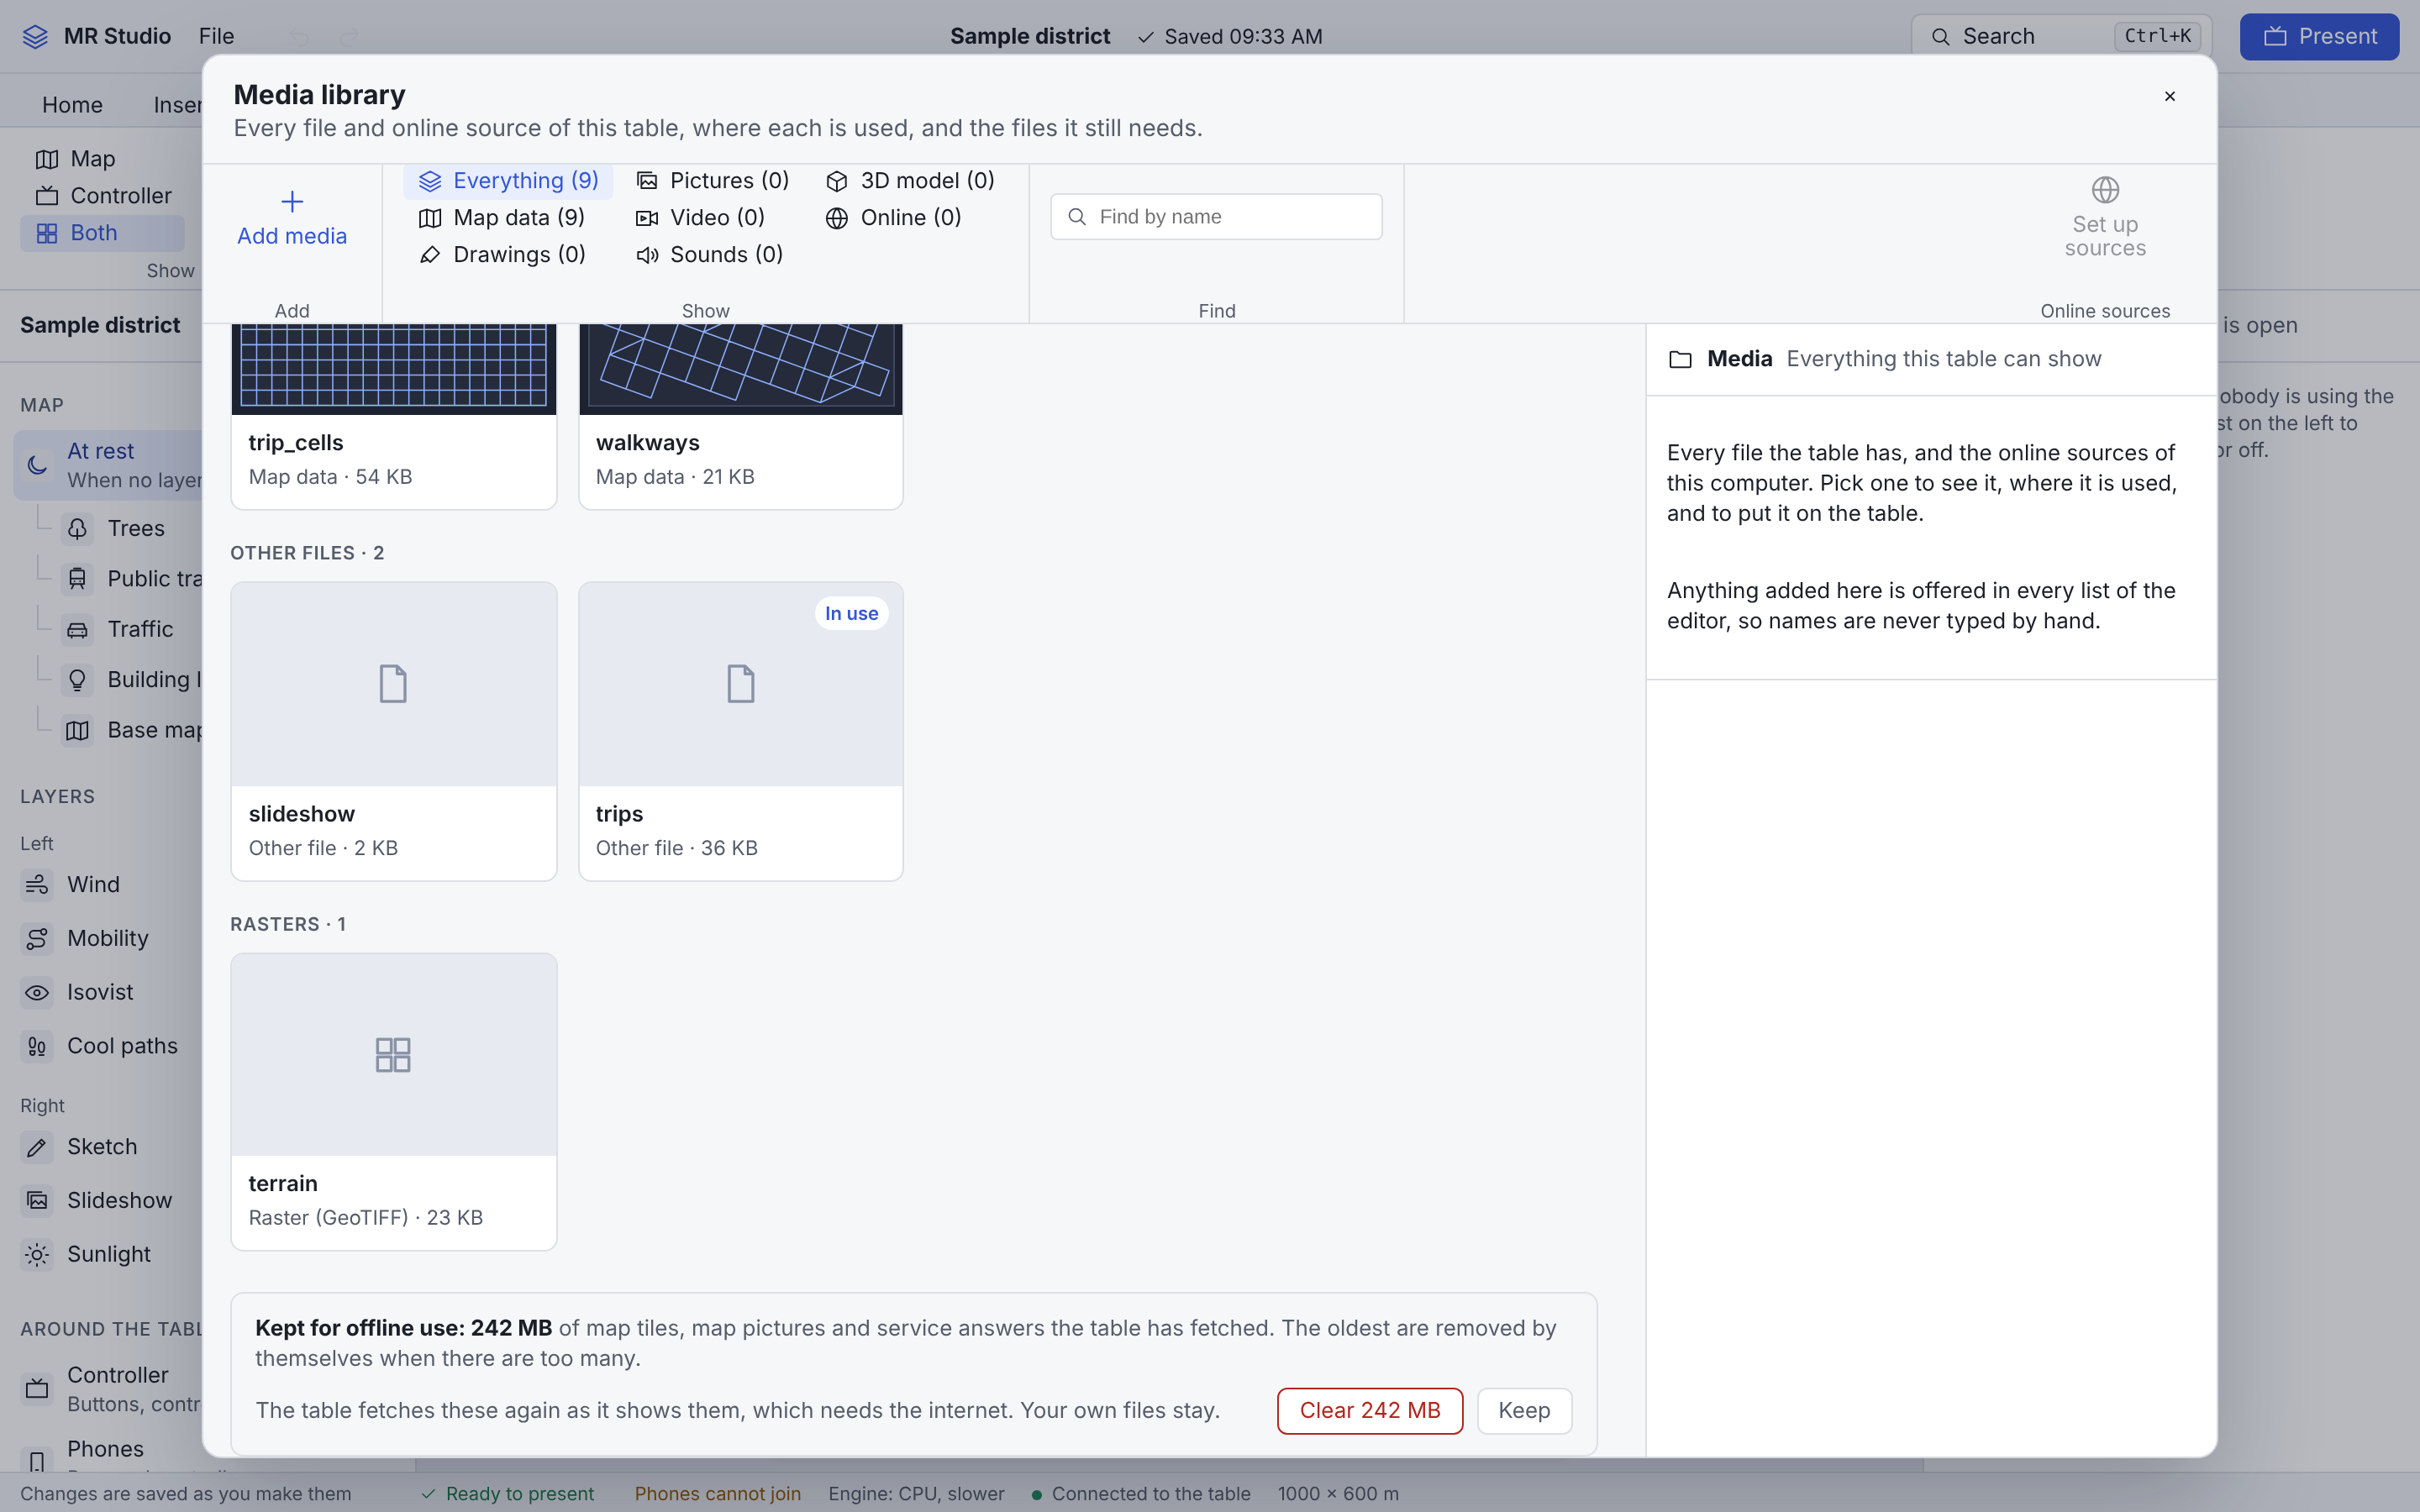 MR Studio
File
Sample district
Saved 09:33 AM
Search
Ctrl+K
Present
Home
Inser
Map
Controller
Both
Show
Sample district
MAP
At rest
When no layer
Trees
Public tra
Traffic
Building l
Base map
LAYERS
Left
Wind
Mobility
Isovist
Cool paths
Right
Sketch
Slideshow
Sunlight
AROUND THE TABL
Controller
Buttons, contr
Phones
Media library
Every file and online source of this table, where each is used, and the files it still needs.
×
Add media
Add
Everything (9)
Pictures (0)
3D model (0)
Map data (9)
Video (0)
Online (0)
Drawings (0)
Sounds (0)
Show
Find by name
Find
Set up
sources
Online sources
trip_cells
Map data · 54 KB
walkways
Map data · 21 KB
OTHER FILES · 2
In use
slideshow
Other file · 2 KB
trips
Other file · 36 KB
RASTERS · 1
terrain
Raster (GeoTIFF) · 23 KB
Kept for offline use: 242 MB of map tiles, map pictures and service answers the table has fetched. The oldest are removed by
themselves when there are too many.
The table fetches these again as it shows them, which needs the internet. Your own files stay.
Clear 242 MB
Keep
Media Everything this table can show
Every file the table has, and the online sources of
this computer. Pick one to see it, where it is used,
and to put it on the table.
Anything added here is offered in every list of the
editor, so names are never typed by hand.
is open
obody is using the
st on the left to
or off.
Changes are saved as you make them
Ready to present
Phones cannot join
Engine: CPU, slower
Connected to the table
1000 × 600 m